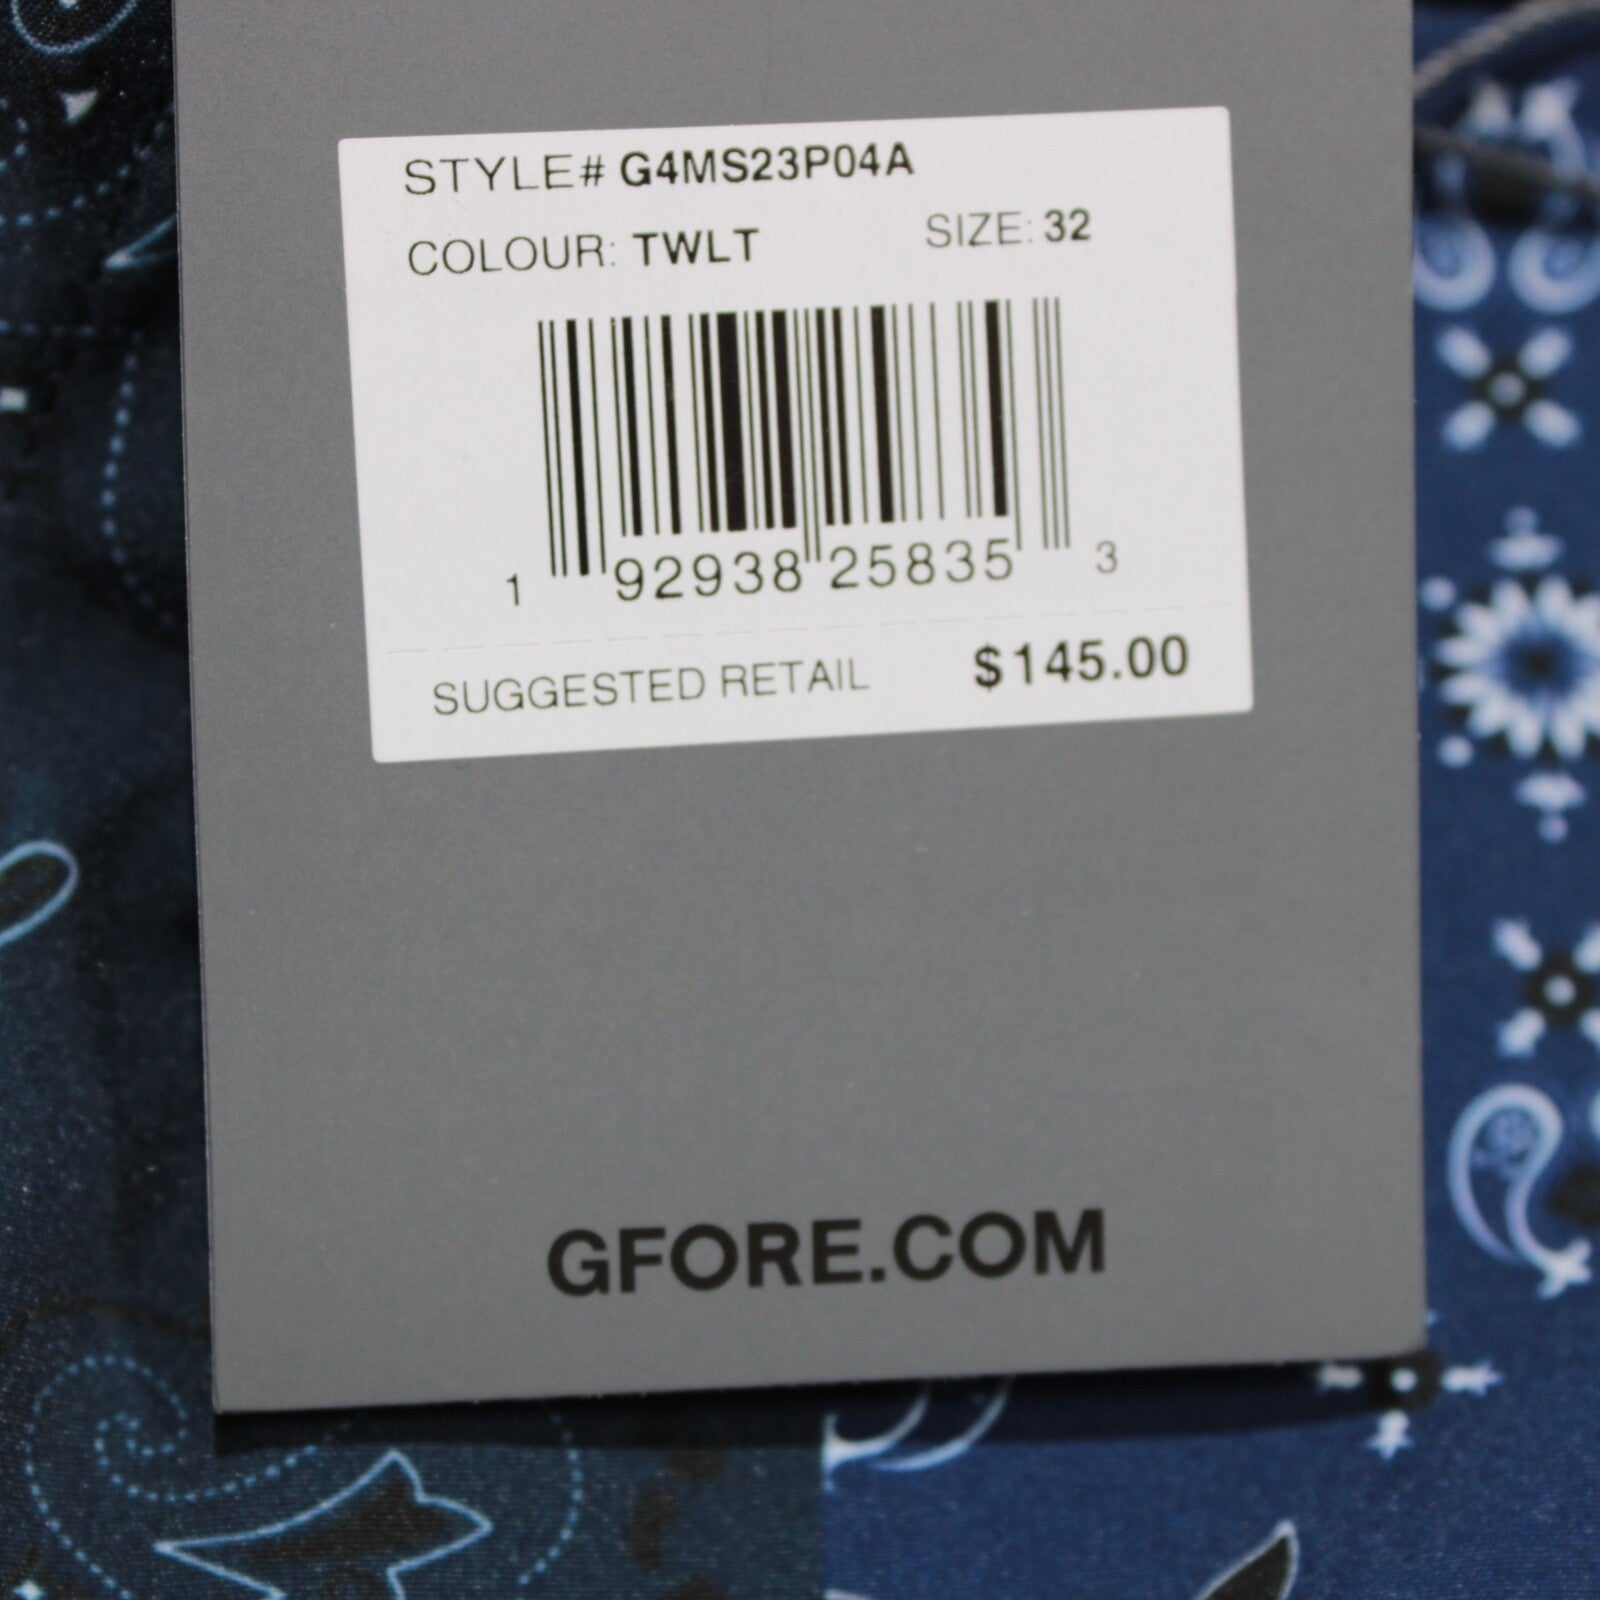 STYLE# G4MS23P04A
COLOUR: TWLT SIZE: 32
1 92938 25835 3
SUGGESTED RETAIL $145.00
GFORE.COM